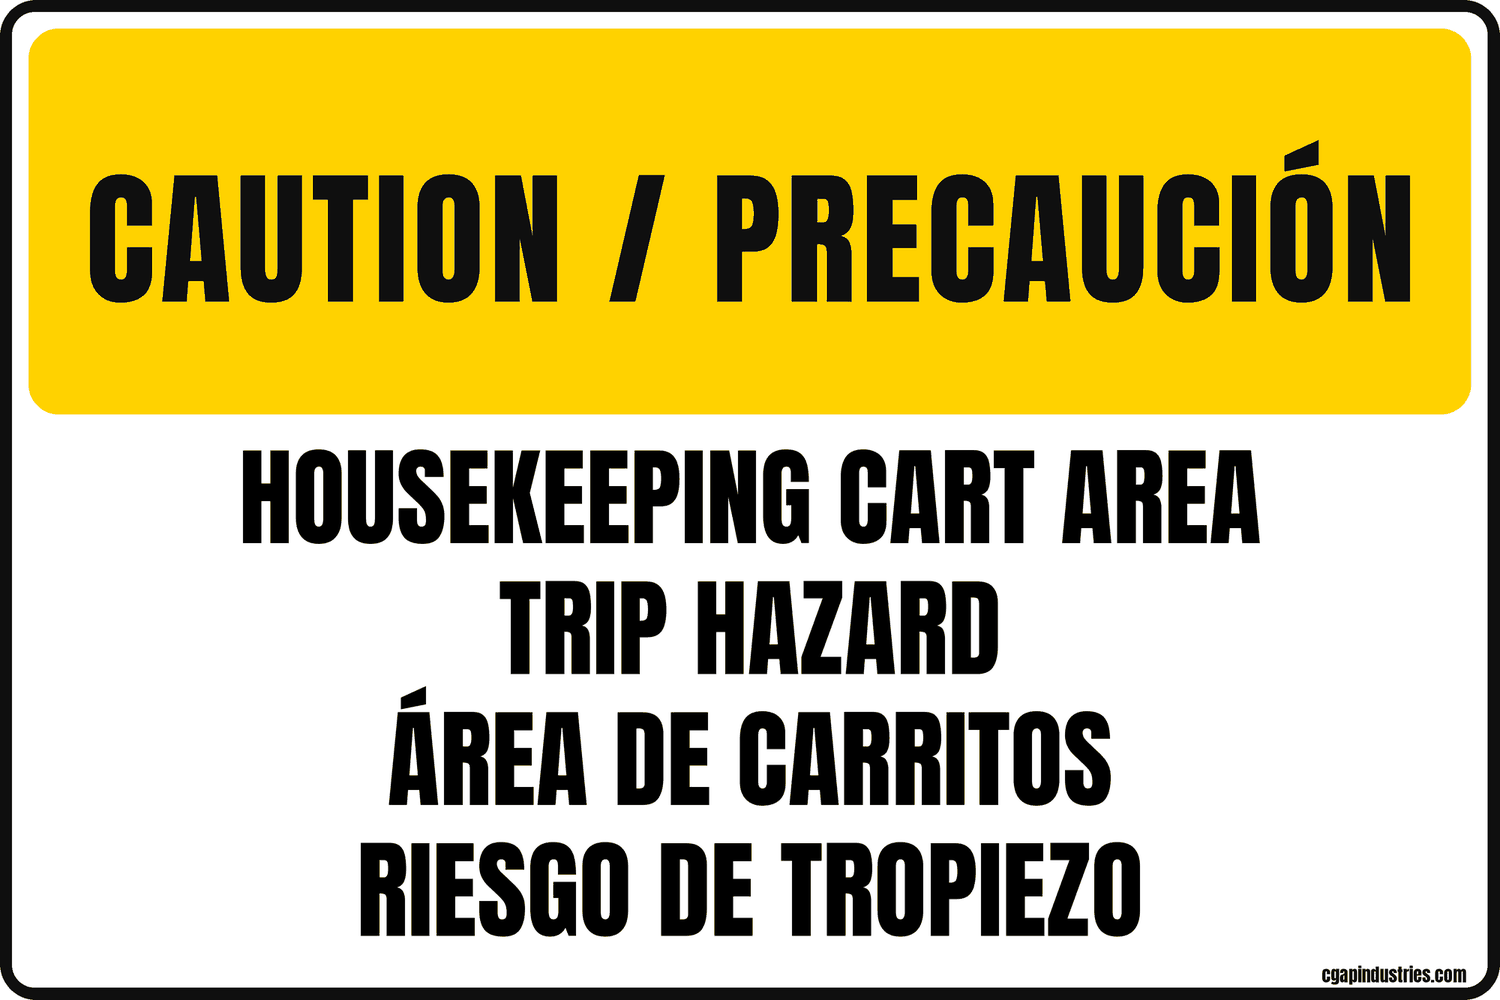 CAUTION / PRECAUCIÓN
HOUSEKEEPING CART AREA
TRIP HAZARD
ÁREA DE CARRITOS
RIESGO DE TROPIEZO
cgapindustries.com